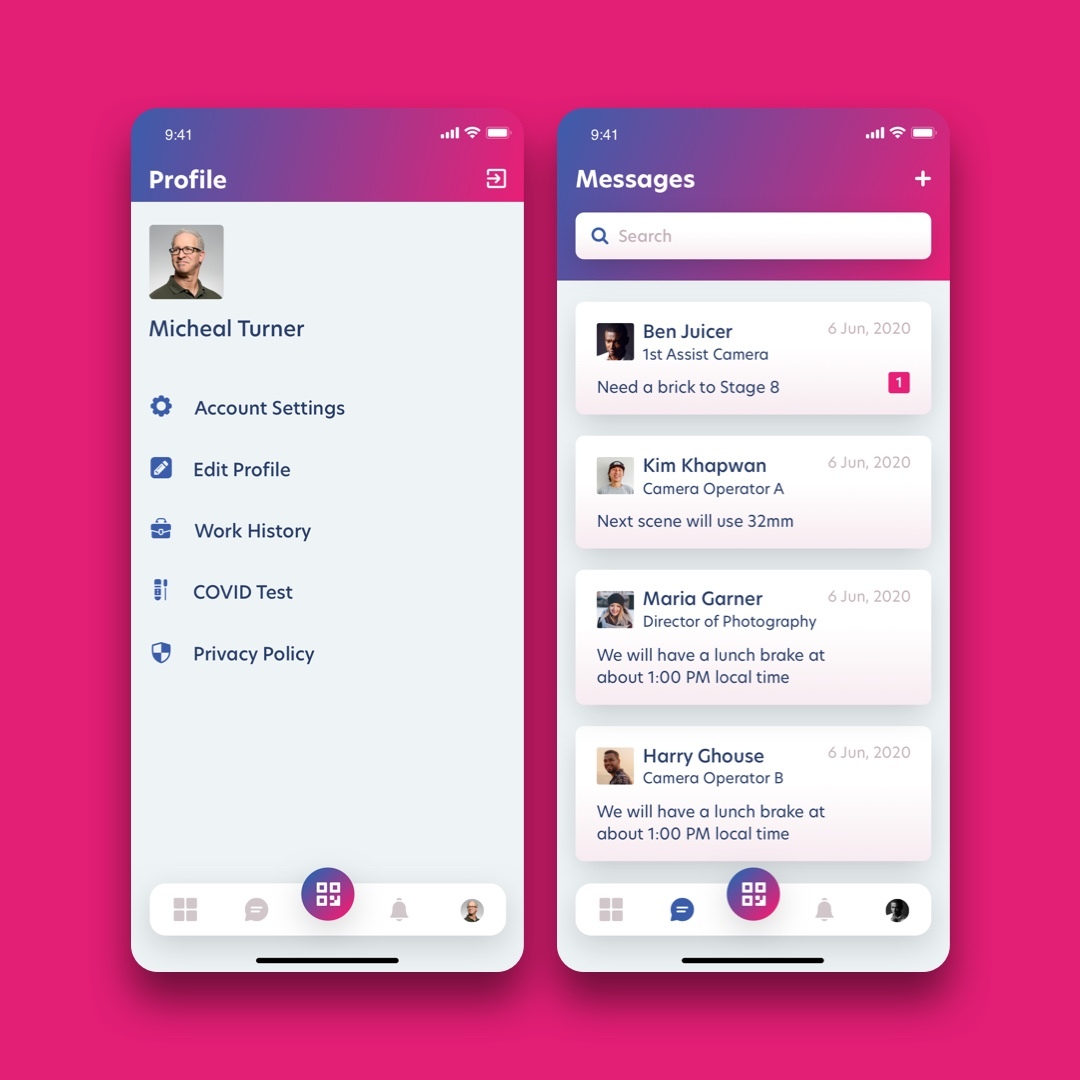 9:41
Profile
Micheal Turner
Account Settings
Edit Profile
Work History
COVID Test
Privacy Policy
9:41
Messages
Search
Ben Juicer
6 Jun, 2020
1st Assist Camera
Need a brick to Stage 8
1
Kim Khapwan
6 Jun, 2020
Camera Operator A
Next scene will use 32mm
Maria Garner
6 Jun, 2020
Director of Photography
We will have a lunch brake at
about 1:00 PM local time
Harry Ghouse
6 Jun, 2020
Camera Operator B
We will have a lunch brake at
about 1:00 PM local time